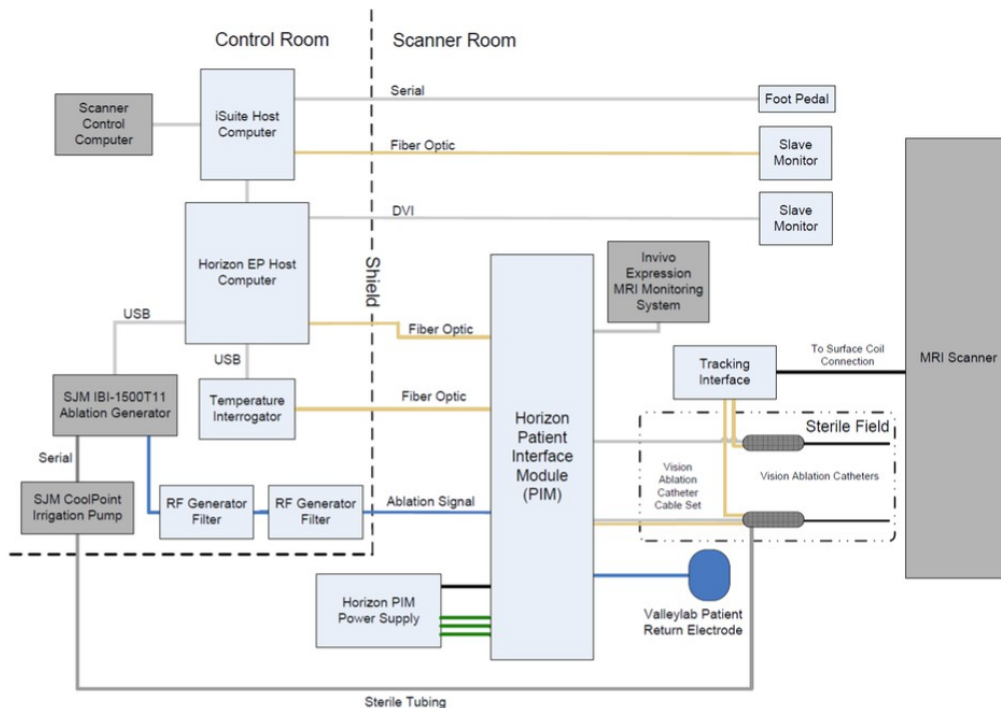 Control Room
Scanner Room
Serial
Foot Pedal
Scanner
Control
Computer
iSuite Host
Computer
Fiber Optic
Slave
Monitor
DVI
Slave
Monitor
Horizon EP Host
Computer
Shield
Invivo
Expression
MRI Monitoring
System
USB
Fiber Optic
USB
To Surface Coil
Connection
MRI Scanner
Tracking
Interface
SJM IBI-1500T11
Ablation Generator
Temperature
Interrogator
Fiber Optic
Horizon
Patient
Interface
Module
(PIM)
Sterile Field
Serial
Vision
Ablation
Catheter
Cable Set
Vision Ablation Catheters
SJM CoolPoint
Irrigation Pump
RF Generator
Filter
RF Generator
Filter
Ablation Signal
Horizon PIM
Power Supply
Valleylab Patient
Return Electrode
Sterile Tubing